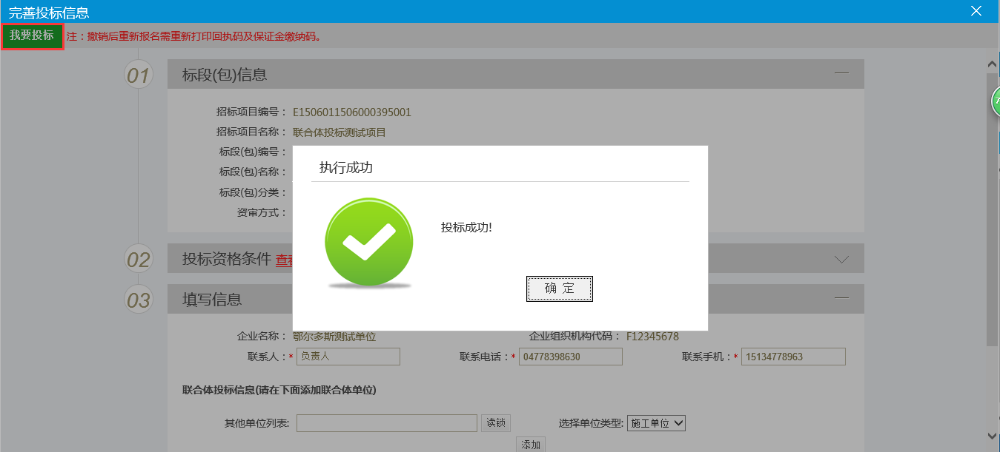 完善投标信息
我要投标 注：撤销后重新报名需重新打印回执码及保证金缴纳码。
01 标段(包)信息
招标项目编号： E1506011506000395001
招标项目名称： 联合体投标测试项目
标段(包)编号：
标段(包)名称：
标段(包)分类：
资审方式：
执行成功
投标成功!
确 定
02 投标资格条件 查
03 填写信息
企业名称： 鄂尔多斯测试单位 企业组织机构代码： F12345678
联系人：* 负责人 联系电话：* 04778398630 联系手机：* 15134778963
联合体投标信息(请在下面添加联合体单位)
其他单位列表: 读锁 选择单位类型: 施工单位
添加